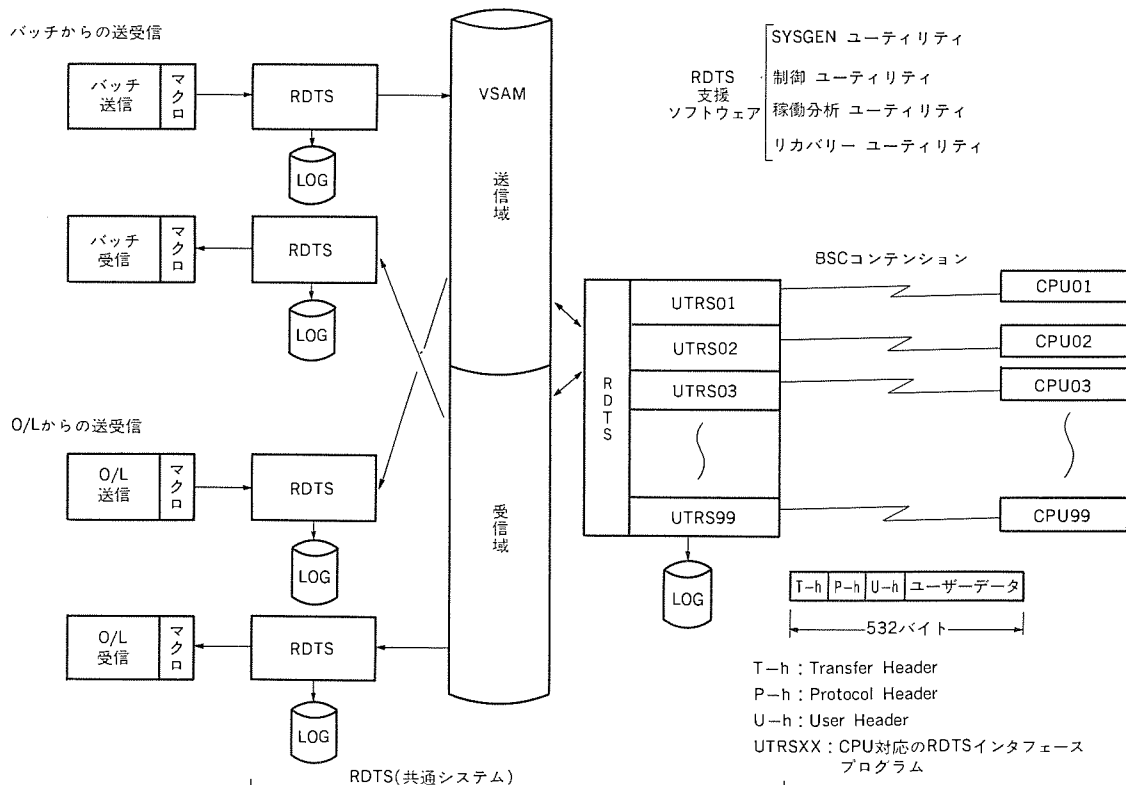 バッチからの送受信
バッチ
送信
マクロ
RDTS
LOG
バッチ
受信
マクロ
RDTS
LOG
O/Lからの送受信
O/L
送信
マクロ
RDTS
LOG
O/L
受信
マクロ
RDTS
LOG
VSAM
送信域
受信域
RDTS
支援
ソフトウェア
SYSGEN ユーティリティ
制御 ユーティリティ
稼働分析 ユーティリティ
リカバリー ユーティリティ
BSCコンテンション
RDTS
UTRS01
UTRS02
UTRS03
UTRS99
LOG
CPU01
CPU02
CPU03
CPU99
T-h P-h U-h ユーザーデータ
532バイト
T-h : Transfer Header
P-h : Protocol Header
U-h : User Header
UTRSXX : CPU対応のRDTSインタフェース
プログラム
RDTS(共通システム)